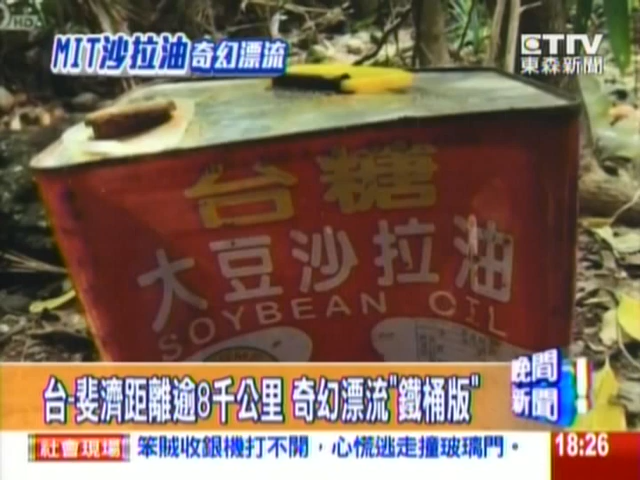 MIT沙拉油奇幻漂流
ETTV
東森新聞
台糖
大豆沙拉油
SOYBEAN OIL
台-斐濟距離逾8千公里 奇幻漂流"鐵桶版"
晚間新聞!
社會現場 笨賊收銀機打不開，心慌逃走撞玻璃門。
18:26